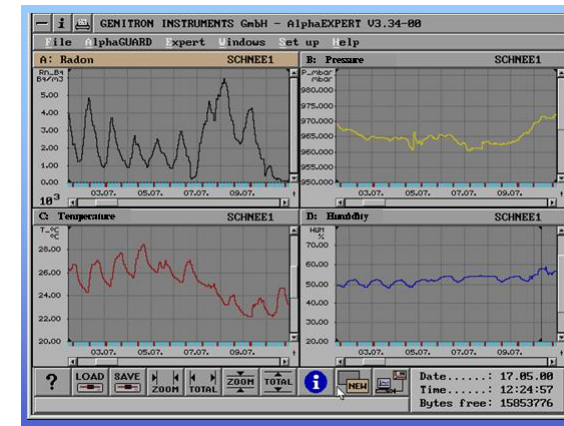 GENITRON INSTRUMENTS GmbH - AlphaEXPERT V3.34-00
File AlphaGUARD Expert Windows Set up Help
A: Radon SCHNEE1
Rn_Bq
Bq/m3
5.00
4.00
3.00
2.00
1.00
0.00
10³
03.07. 05.07. 07.07. 09.07.
B: Pressure SCHNEE1
P_mbar
mbar
980.000
975.000
970.000
965.000
960.000
955.000
950.000
03.07. 05.07. 07.07. 09.07.
C: Temperature SCHNEE1
T_ºC
ºC
28.00
26.00
24.00
22.00
20.00
03.07. 05.07. 07.07. 09.07.
D: Humidity SCHNEE1
HUM
%
70.00
60.00
50.00
40.00
30.00
20.00
03.07. 05.07. 07.07. 09.07.
? LOAD SAVE ZOOM TOTAL ZOOM TOTAL i NEW
Date......: 17.05.00
Time......: 12:24:57
Bytes free: 15853776